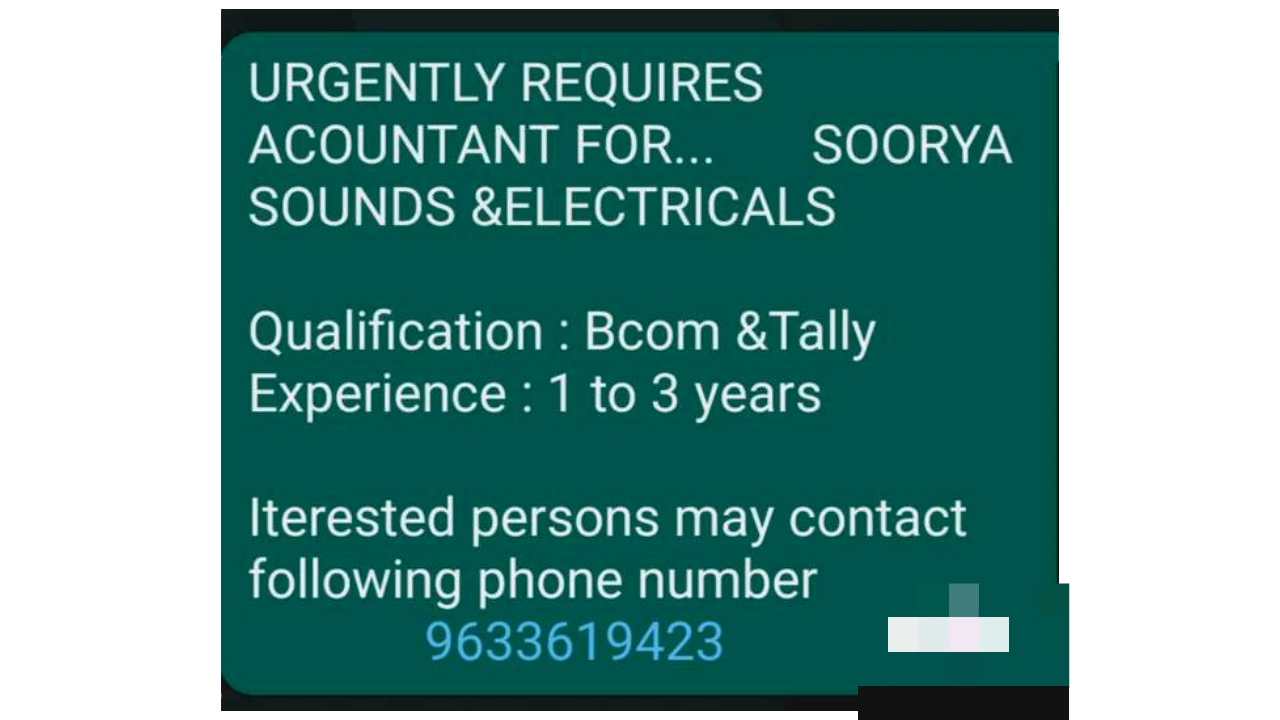 URGENTLY REQUIRES
ACOUNTANT FOR... SOORYA
SOUNDS &ELECTRICALS
Qualification : Bcom &Tally
Experience : 1 to 3 years
Iterested persons may contact
following phone number
9633619423